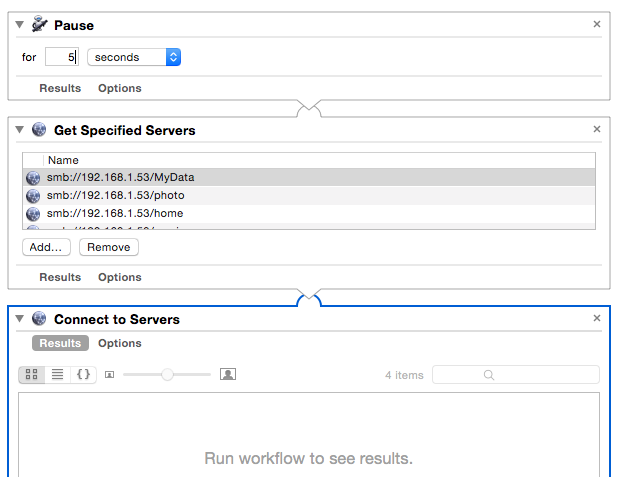 Pause
for 5 seconds
Results Options
Get Specified Servers
Name
smb://192.168.1.53/MyData
smb://192.168.1.53/photo
smb://192.168.1.53/home
Add... Remove
Results Options
Connect to Servers
Results Options
4 items
Run workflow to see results.